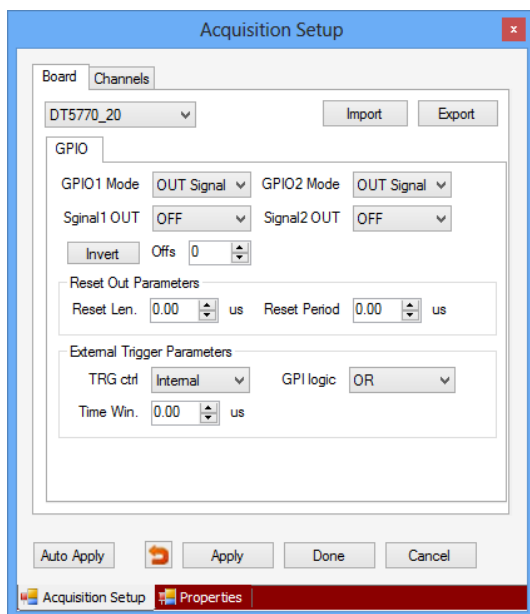 Acquisition Setup
x
Board Channels
DT5770_20 Import Export
GPIO
GPIO1 Mode OUT Signal GPIO2 Mode OUT Signal
Sginal1 OUT OFF Signal2 OUT OFF
Invert Offs 0
Reset Out Parameters
Reset Len. 0.00 us Reset Period 0.00 us
External Trigger Parameters
TRG ctrl Internal GPI logic OR
Time Win. 0.00 us
Auto Apply Apply Done Cancel
Acquisition Setup Properties